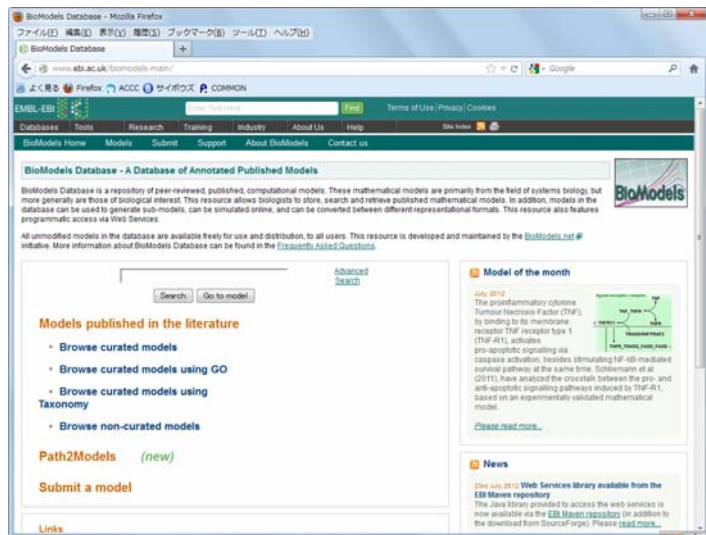 BioModels Database - Mozilla Firefox
ファイル(F) 編集(E) 表示(V) 履歴(S) ブックマーク(B) ツール(T) ヘルプ(H)
BioModels Database +
www.ebi.ac.uk/biomodels-main/ Google
よく見る Firefox ACCC サイボウズ COMMON
EMBL-EBI Enter Text Here Find Terms of Use | Privacy | Cookies
Databases Tools Research Training Industry About Us Help Site Index
BioModels Home Models Submit Support About BioModels Contact us
BioModels Database - A Database of Annotated Published Models
BioModels Database is a repository of peer-reviewed, published, computational models. These mathematical models are primarily from the field of systems biology, but
more generally are those of biological interest. This resource allows biologists to store, search and retrieve published mathematical models. In addition, models in the
database can be used to generate sub-models, can be simulated online, and can be converted between different representational formats. This resource also features
programmatic access via Web Services.
BioModels
All unmodified models in the database are available freely for use and distribution, to all users. This resource is developed and maintained by the BioModels.net
initiative. More information about BioModels Database can be found in the Frequently Asked Questions.
Advanced
Search
Search Go to model
Models published in the literature
Browse curated models
Browse curated models using GO
Browse curated models using
Taxonomy
Browse non-curated models
Path2Models (new)
Submit a model
Links
Model of the month
July, 2012
The proinflammatory cytokine
Tumour Necrosis Factor (TNF),
by binding to its membrane
receptor TNF receptor type 1
(TNF-R1), activates
pro-apoptotic signalling via
caspase activation, besides stimulating NF-kB-mediated
survival pathway at the same time. Schliemann et al
(2011), have analyzed the crosstalk between the pro- and
anti-apoptotic signalling pathways induced by TNF-R1,
based on an experimentally validated mathematical
model.
Please read more...
News
23rd July 2012 Web Services library available from the
EBI Maven repository
The Java library provided to access the web services is
now available via the EBI Maven repository (in addition to
the download from SourceForge). Please read more...